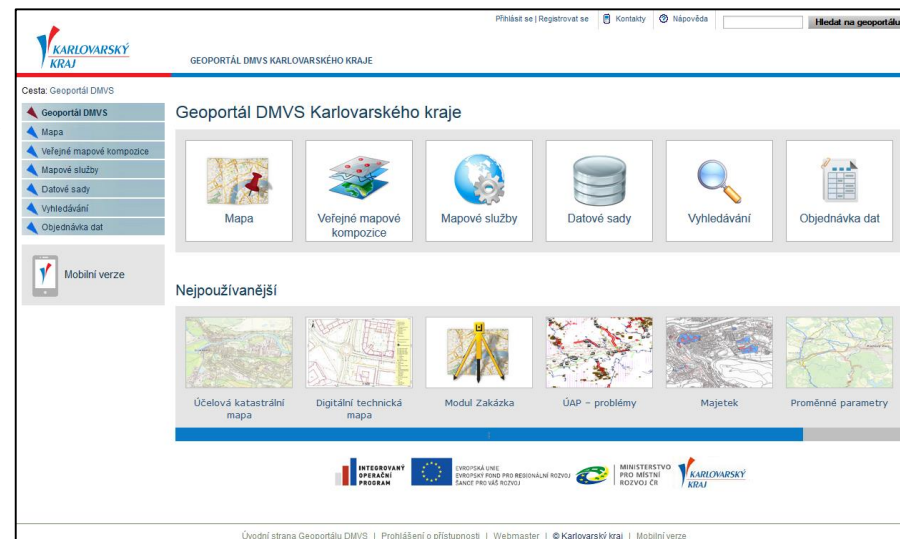 Přihlásit se | Registrovat se
Kontakty
Nápověda
Hledat na geoportálu
KARLOVARSKÝ
KRAJ
GEOPORTÁL DMVS KARLOVARSKÉHO KRAJE
Cesta: Geoportál DMVS
Geoportál DMVS
Mapa
Veřejné mapové kompozice
Mapové služby
Datové sady
Vyhledávání
Objednávka dat
Mobilní verze
Geoportál DMVS Karlovarského kraje
Mapa
Veřejné mapové
kompozice
Mapové služby
Datové sady
Vyhledávání
Objednávka dat
Nejpoužívanější
Účelová katastrální
mapa
Digitální technická
mapa
Modul Zakázka
ÚAP – problémy
Majetek
Proměnné parametry
INTEGROVANÝ
OPERAČNÍ
PROGRAM
EVROPSKÁ UNIE
EVROPSKÝ FOND PRO REGIONÁLNÍ ROZVOJ
ŠANCE PRO VÁŠ ROZVOJ
MINISTERSTVO
PRO MÍSTNÍ
ROZVOJ ČR
KARLOVARSKÝ
KRAJ
Úvodní strana Geoportálu DMVS | Prohlášení o přístupnosti | Webmaster | © Karlovarský kraj | Mobilní verze